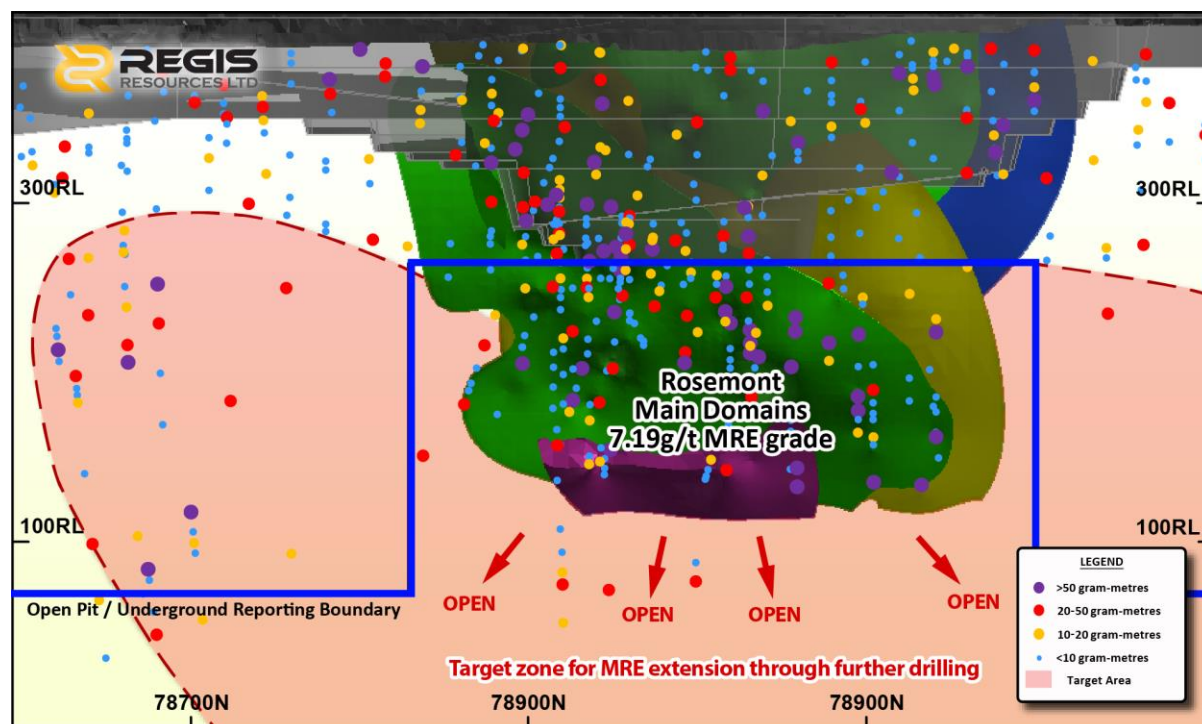 REGIS
RESOURCES LTD
300RL
300RL
Rosemont
Main Domains
7.19g/t MRE grade
100RL
100RL
Open Pit / Underground Reporting Boundary
OPEN
OPEN
OPEN
OPEN
Target zone for MRE extension through further drilling
78700N
78900N
78900N
LEGEND
>50 gram-metres
20-50 gram-metres
10-20 gram-metres
<10 gram-metres
Target Area